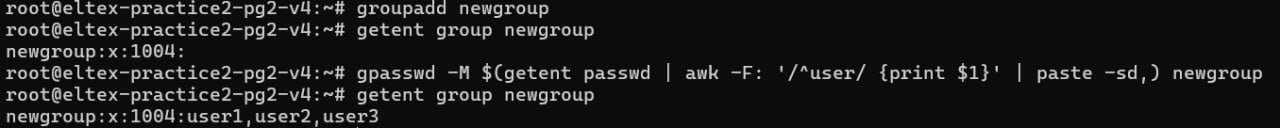 root@eltex-practice2-pg2-v4:~# groupadd newgroup
root@eltex-practice2-pg2-v4:~# getent group newgroup
newgroup:x:1004:
root@eltex-practice2-pg2-v4:~# gpasswd -M $(getent passwd | awk -F: '/^user/ {print $1}' | paste -sd,) newgroup
root@eltex-practice2-pg2-v4:~# getent group newgroup
newgroup:x:1004:user1,user2,user3